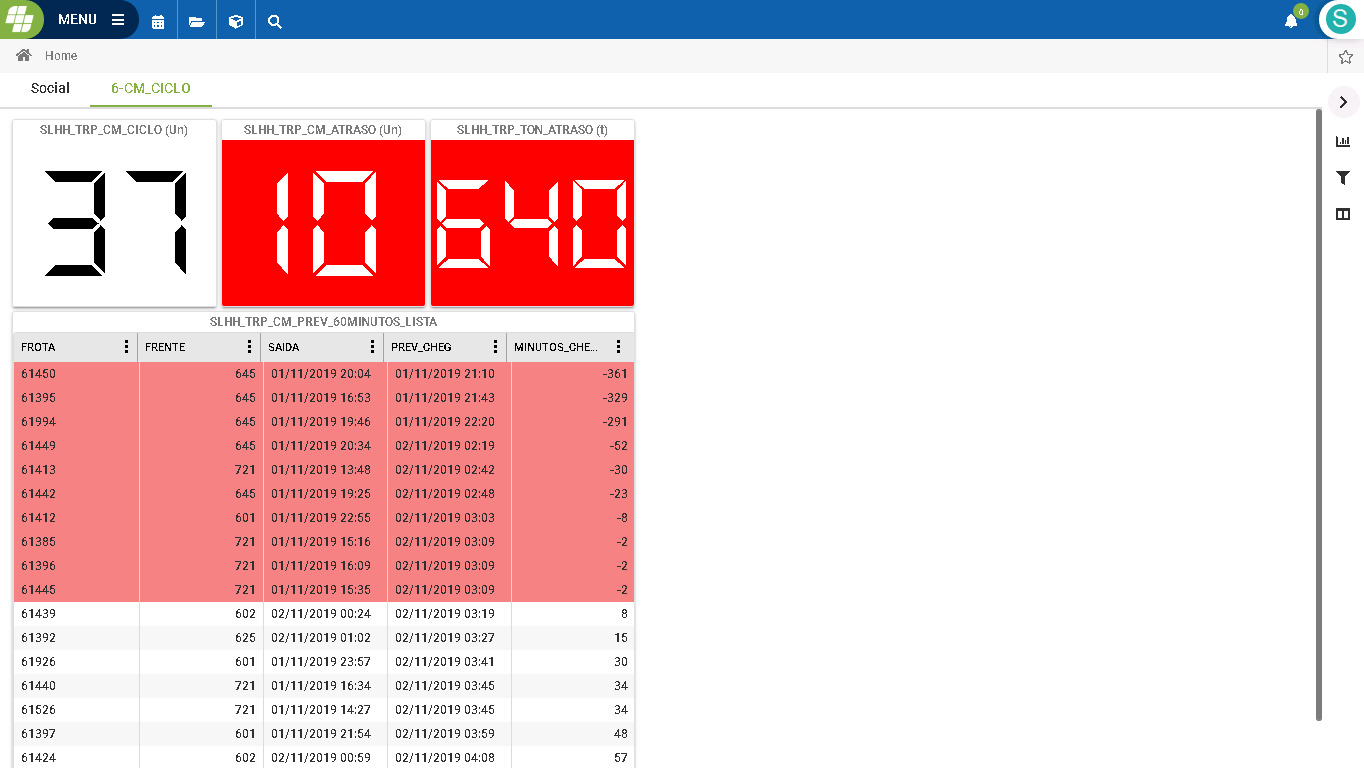 MENU
0
S
Home
Social 6-CM_CICLO
SLHH_TRP_CM_CICLO (Un) SLHH_TRP_CM_ATRASO (Un) SLHH_TRP_TON_ATRASO (t)
37 10 640
SLHH_TRP_CM_PREV_60MINUTOS_LISTA
FROTA FRENTE SAIDA PREV_CHEG MINUTOS_CHE...
61450 645 01/11/2019 20:04 01/11/2019 21:10 -361
61395 645 01/11/2019 16:53 01/11/2019 21:43 -329
61994 645 01/11/2019 19:46 01/11/2019 22:20 -291
61449 645 01/11/2019 20:34 02/11/2019 02:19 -52
61413 721 01/11/2019 13:48 02/11/2019 02:42 -30
61442 645 01/11/2019 19:25 02/11/2019 02:48 -23
61412 601 01/11/2019 22:55 02/11/2019 03:03 -8
61385 721 01/11/2019 15:16 02/11/2019 03:09 -2
61396 721 01/11/2019 16:09 02/11/2019 03:09 -2
61445 721 01/11/2019 15:35 02/11/2019 03:09 -2
61439 602 02/11/2019 00:24 02/11/2019 03:19 8
61392 625 02/11/2019 01:02 02/11/2019 03:27 15
61926 601 01/11/2019 23:57 02/11/2019 03:41 30
61440 721 01/11/2019 16:34 02/11/2019 03:45 34
61526 721 01/11/2019 14:27 02/11/2019 03:45 34
61397 601 01/11/2019 21:54 02/11/2019 03:59 48
61424 602 02/11/2019 00:59 02/11/2019 04:08 57